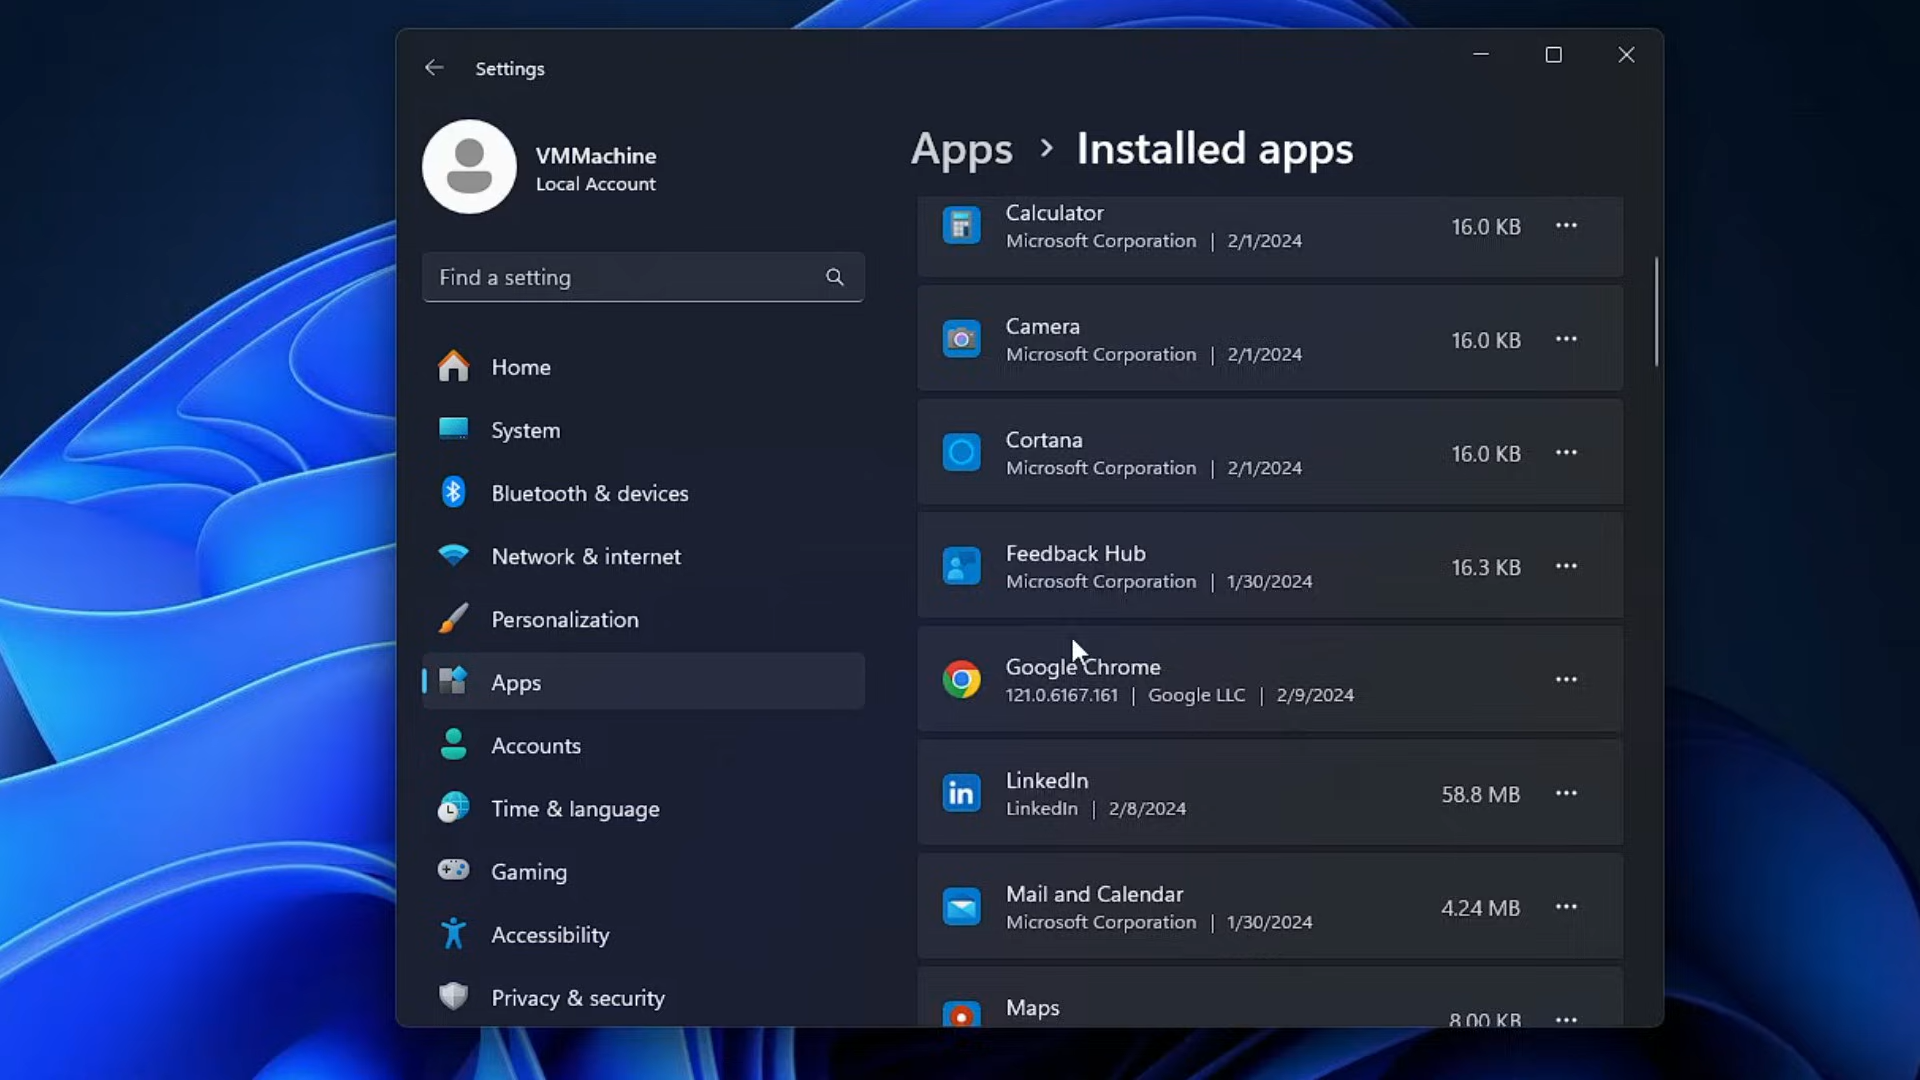 Settings
VMMachine
Local Account
Find a setting
Home
System
Bluetooth & devices
Network & internet
Personalization
Apps
Accounts
Time & language
Gaming
Accessibility
Privacy & security
Apps > Installed apps
Calculator
Microsoft Corporation | 2/1/2024
16.0 KB
Camera
Microsoft Corporation | 2/1/2024
16.0 KB
Cortana
Microsoft Corporation | 2/1/2024
16.0 KB
Feedback Hub
Microsoft Corporation | 1/30/2024
16.3 KB
Google Chrome
121.0.6167.161 | Google LLC | 2/9/2024
LinkedIn
LinkedIn | 2/8/2024
58.8 MB
in
Mail and Calendar
Microsoft Corporation | 1/30/2024
4.24 MB
Maps
8.00 KB